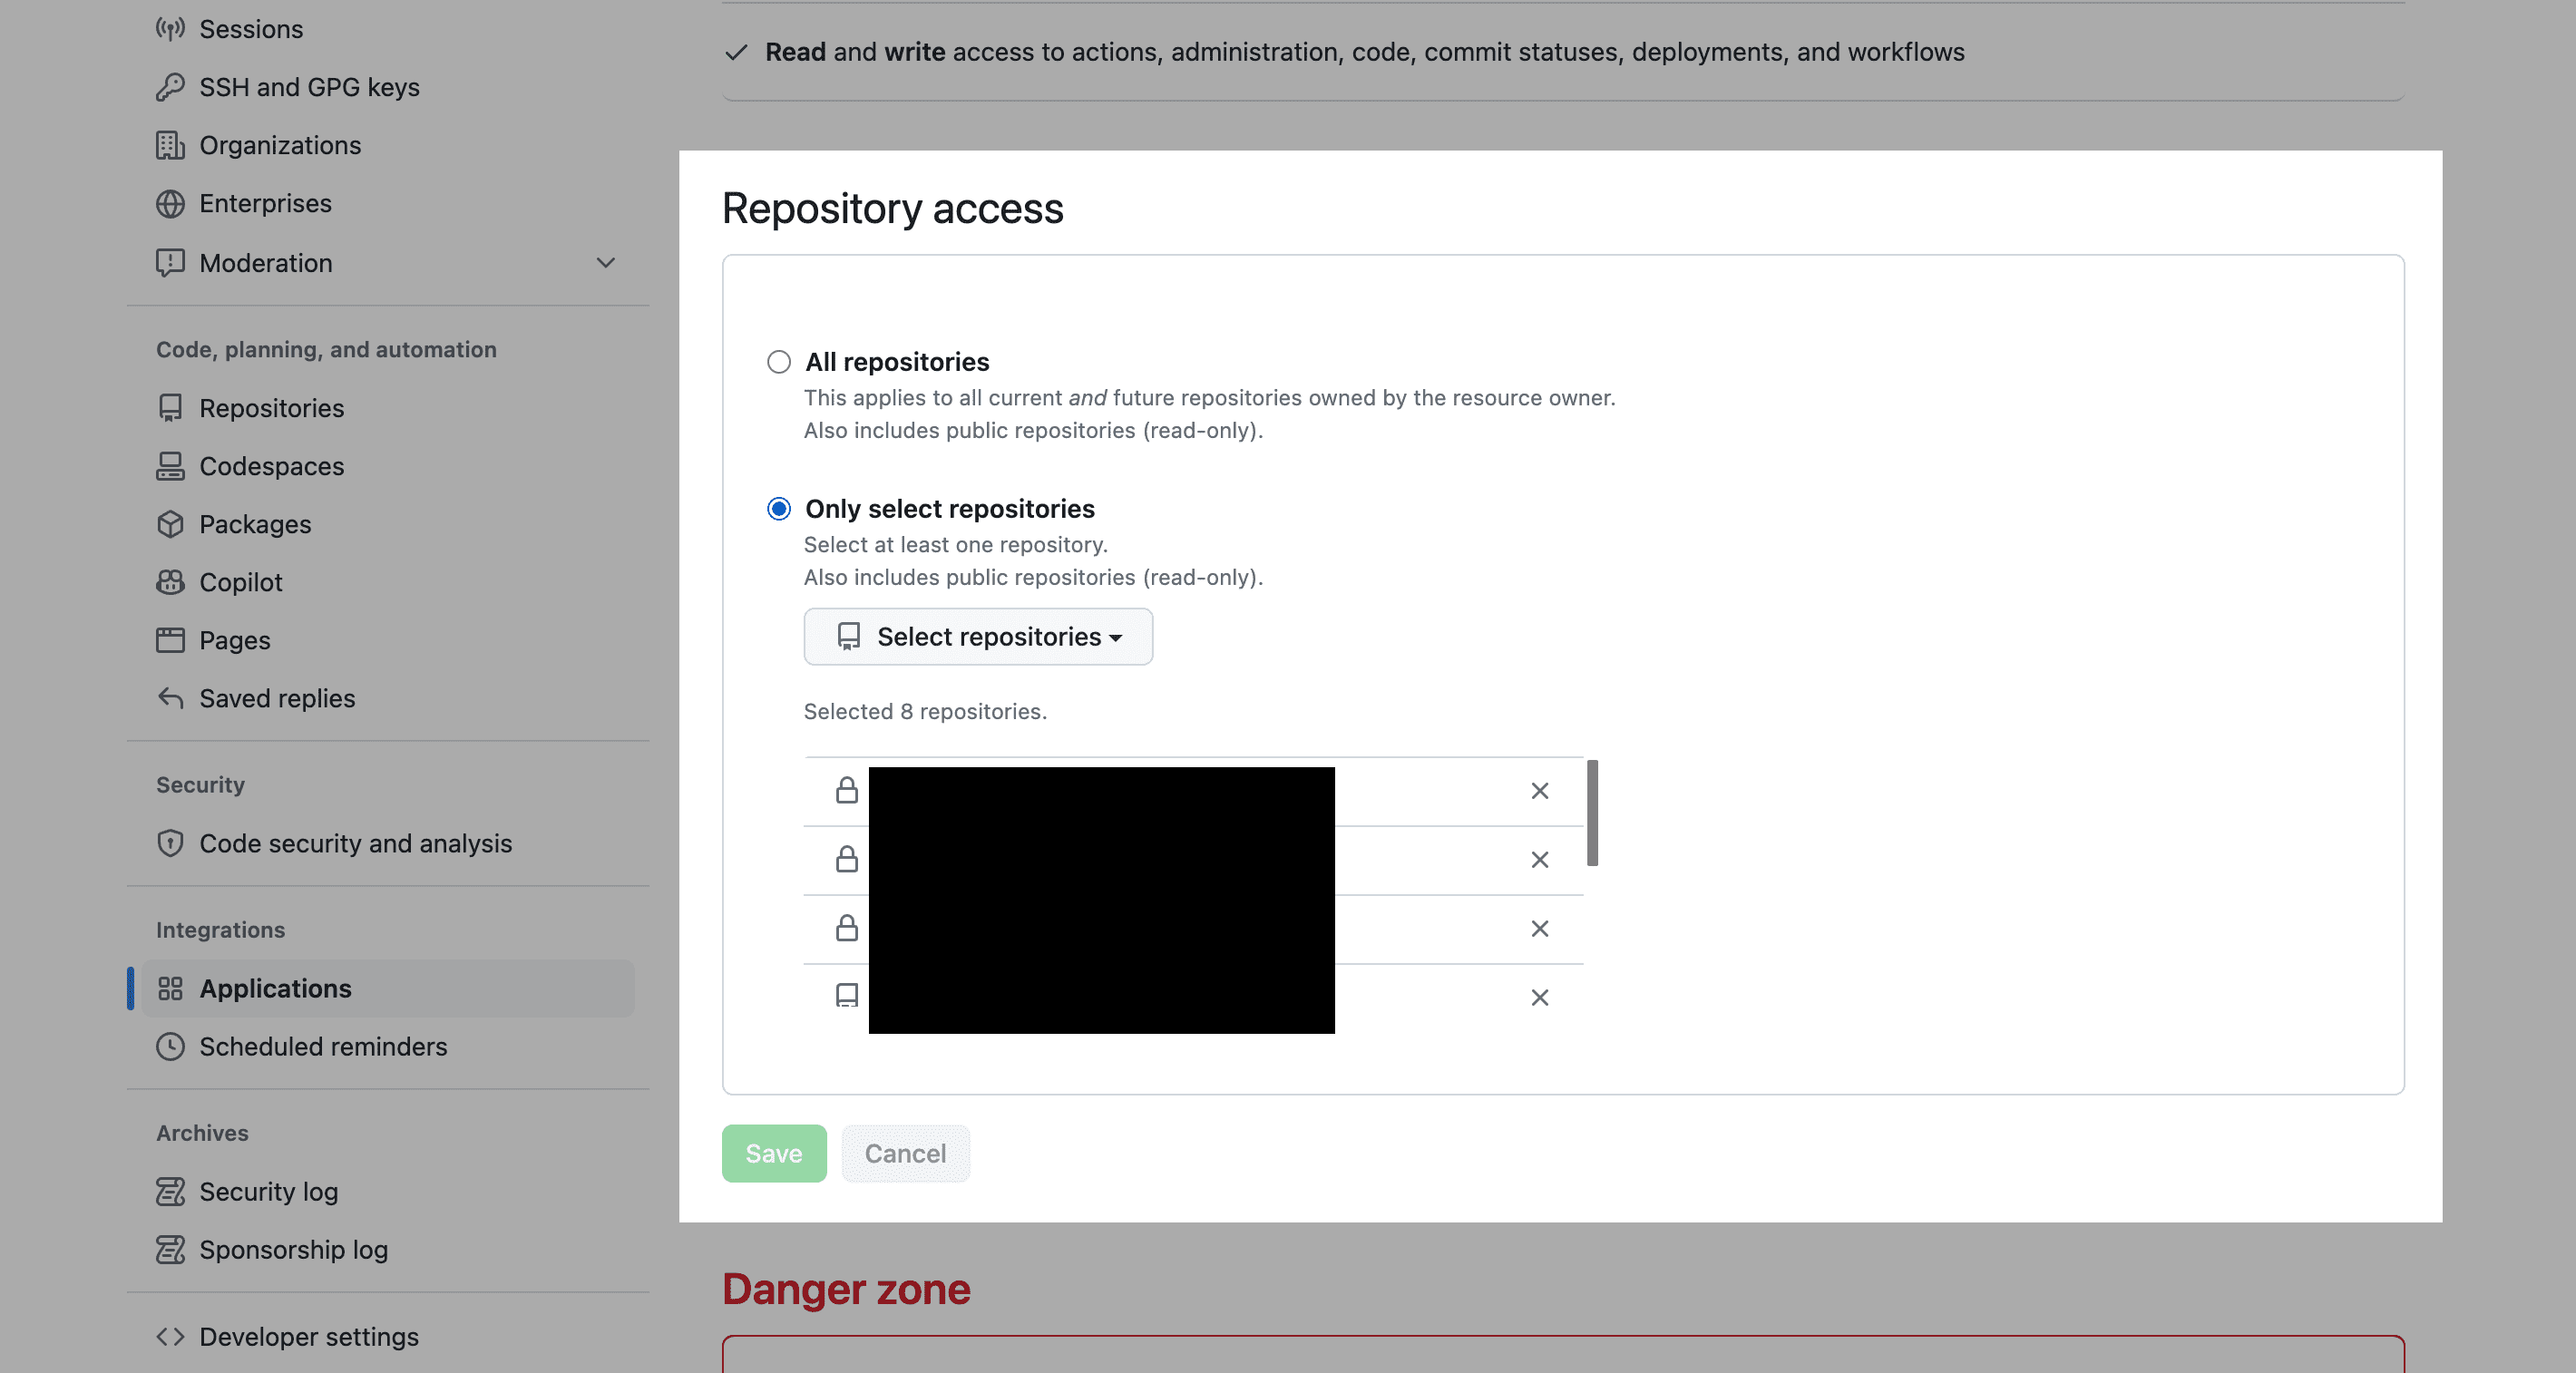 Sessions
SSH and GPG keys
Organizations
Enterprises
Moderation
Code, planning, and automation
Repositories
Codespaces
Packages
Copilot
Pages
Saved replies
Security
Code security and analysis
Integrations
Applications
Scheduled reminders
Archives
Security log
Sponsorship log
Developer settings
Read and write access to actions, administration, code, commit statuses, deployments, and workflows
Repository access
All repositories
This applies to all current and future repositories owned by the resource owner.
Also includes public repositories (read-only).
Only select repositories
Select at least one repository.
Also includes public repositories (read-only).
Select repositories
Selected 8 repositories.
Save
Cancel
Danger zone